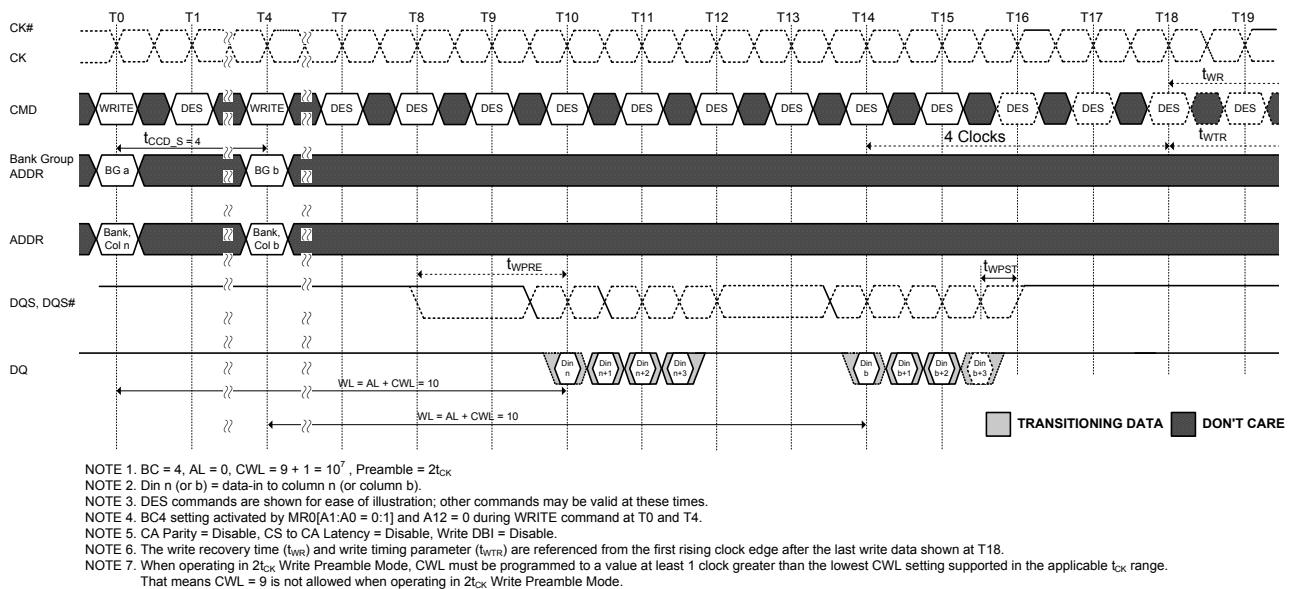 T0 T1 T4 T7 T8 T9 T10 T11 T12 T13 T14 T15 T16 T17 T18 T19
CK#
CK
tWR
CMD WRITE DES WRITE DES DES DES DES DES DES DES DES DES DES DES DES DES
tCCD_S = 4
4 Clocks
tWTR
Bank Group
ADDR
BG a BG b
ADDR
Bank, Col n
Bank, Col b
tWPRE
tWPST
DQS, DQS#
DQ
Din n
Din n+1
Din n+2
Din n+3
Din b
Din b+1
Din b+2
Din b+3
WL = AL + CWL = 10
WL = AL + CWL = 10
TRANSITIONING DATA DON'T CARE
NOTE 1. BC = 4, AL = 0, CWL = 9 + 1 = 10⁷ , Preamble = 2tCK
NOTE 2. Din n (or b) = data-in to column n (or column b).
NOTE 3. DES commands are shown for ease of illustration; other commands may be valid at these times.
NOTE 4. BC4 setting activated by MR0[A1:A0 = 0:1] and A12 = 0 during WRITE command at T0 and T4.
NOTE 5. CA Parity = Disable, CS to CA Latency = Disable, Write DBI = Disable.
NOTE 6. The write recovery time (tWR) and write timing parameter (tWTR) are referenced from the first rising clock edge after the last write data shown at T18.
NOTE 7. When operating in 2tCK Write Preamble Mode, CWL must be programmed to a value at least 1 clock greater than the lowest CWL setting supported in the applicable tCK range.
That means CWL = 9 is not allowed when operating in 2tCK Write Preamble Mode.